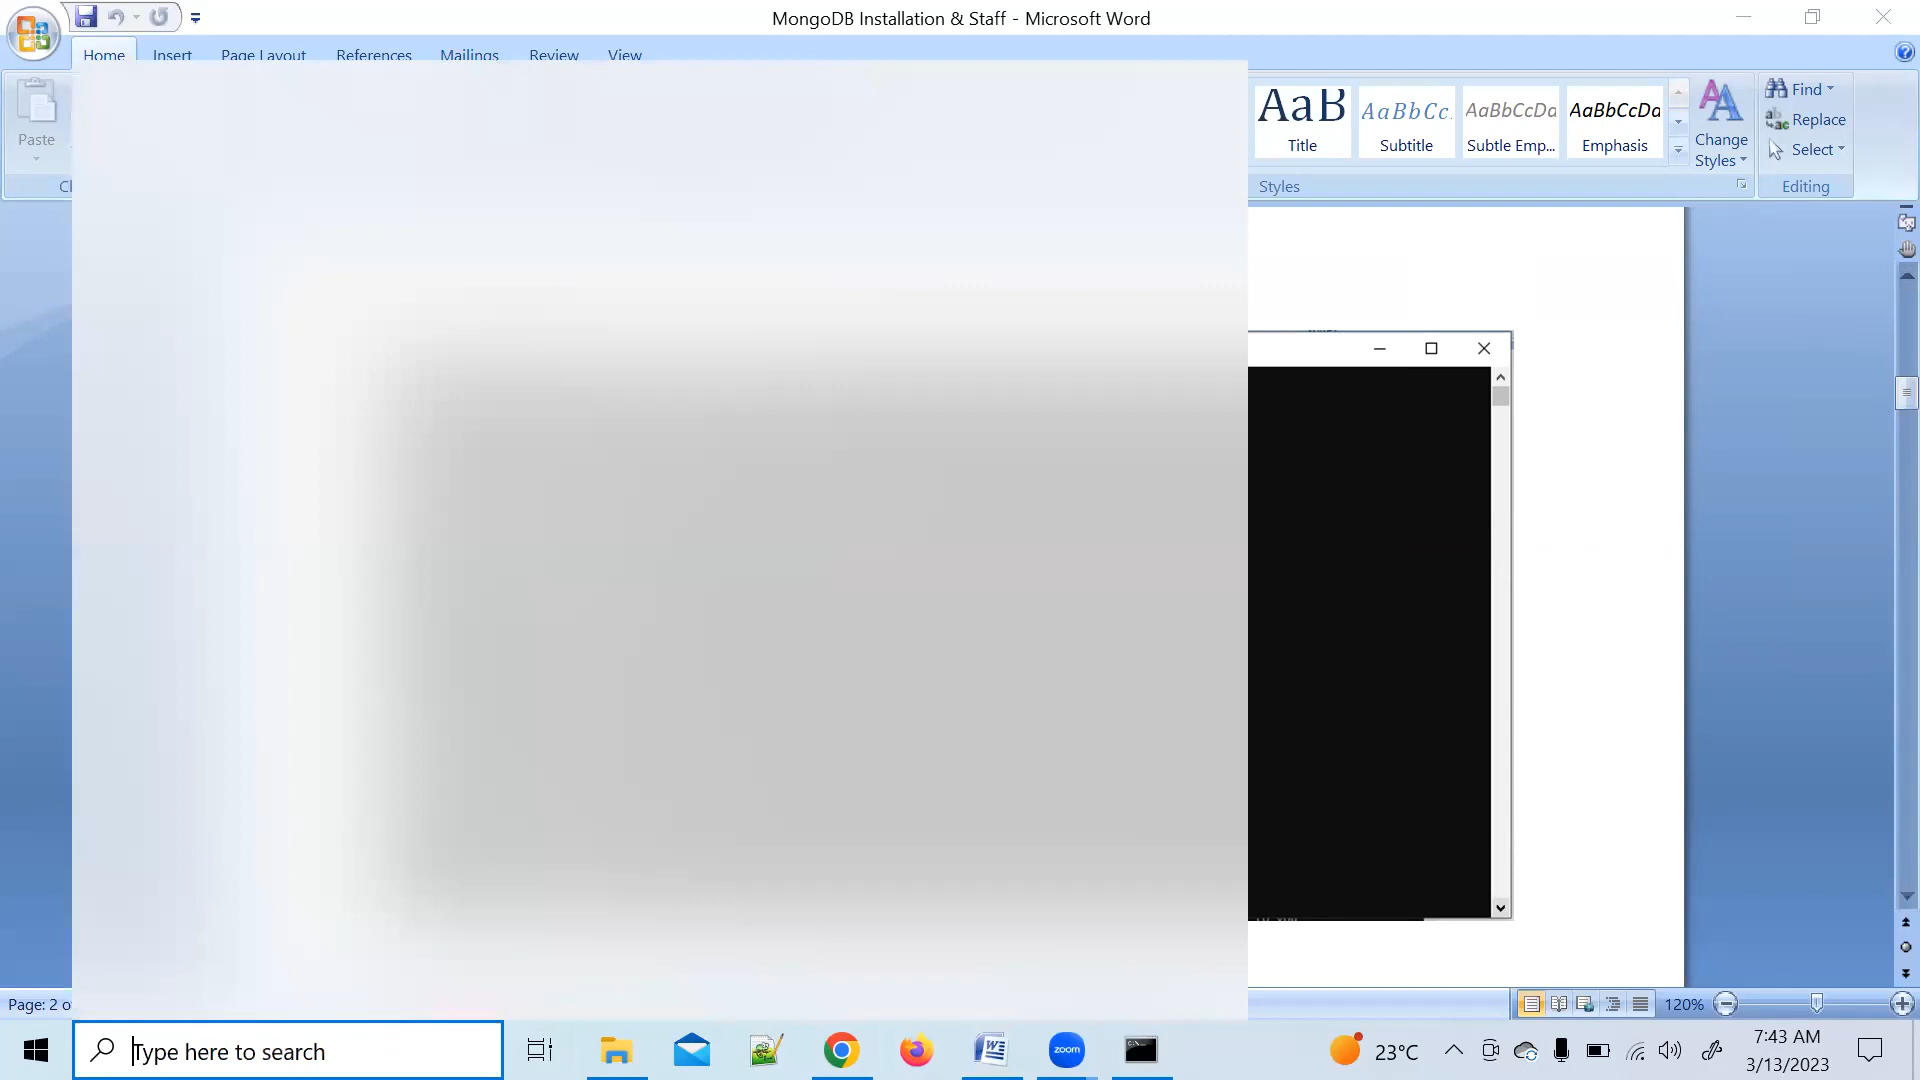 MongoDB Installation & Staff - Microsoft Word
Home Insert Page Layout References Mailings Review View
Paste
AaB AaBbCc. AaBbCcDa AaBbCcDa
Title Subtitle Subtle Emp... Emphasis
Change Styles
Find
Replace
Select
Cl
Styles
Editing
Page: 2 o
120%
Type here to search
zoom
23°C
7:43 AM
3/13/2023